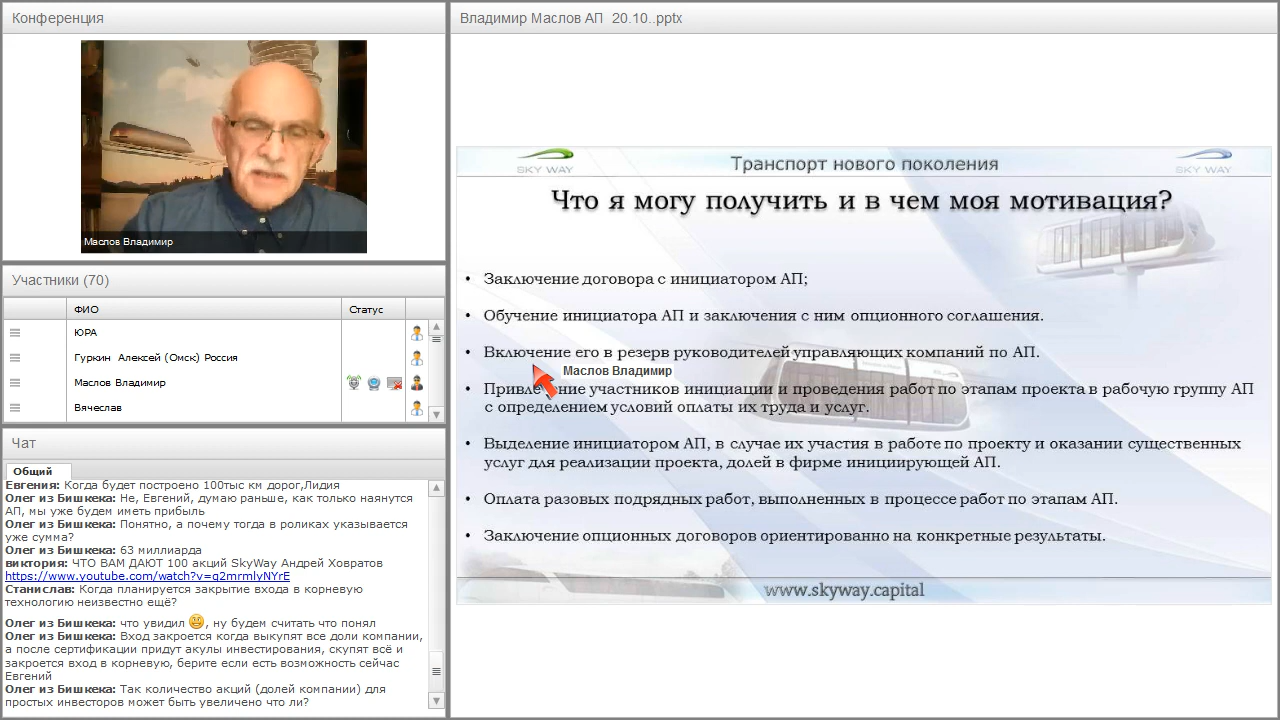 Конференция
Маслов Владимир
Участники (70)
ФИО
Статус
ЮРА
Гуркин Алексей (Омск) Россия
Маслов Владимир
Вячеслав
Чат
Общий
Евгения: Когда будет построено 100тыс км дорог,Лидия
Олег из Бишкека: Не, Евгений, думаю раньше, как только наянутся
АП, мы уже будем иметь прибыль
Олег из Бишкека: Понятно, а почему тогда в роликах указывается
уже сумма?
Олег из Бишкека: 63 миллиарда
виктория: ЧТО ВАМ ДАЮТ 100 акций SkyWay Андрей Ховратов
https://www.youtube.com/watch?v=q2mrmlyNYrE
Станислав: Когда планируется закрытие входа в корневую
технологию неизвестно ещё?
Олег из Бишкека: что увидил , ну будем считать что понял
Олег из Бишкека: Вход закроется когда выкупят все доли компании,
а после сертификации придут акулы инвестирования, скупят всё и
закроется вход в корневую, берите если есть возможность сейчас
Евгений
Олег из Бишкека: Так количество акций (долей компании) для
простых инвесторов может быть увеличено что ли?
Владимир Маслов АП 20.10..pptx
SKY WAY
Транспорт нового поколения
SKY WAY
Что я могу получить и в чем моя мотивация?
• Заключение договора с инициатором АП;
• Обучение инициатора АП и заключения с ним опционного соглашения.
• Включение его в резерв руководителей управляющих компаний по АП.
Маслов Владимир
• Привлечение участников инициации и проведения работ по этапам проекта в рабочую группу АП
с определением условий оплаты их труда и услуг.
• Выделение инициатором АП, в случае их участия в работе по проекту и оказании существенных
услуг для реализации проекта, долей в фирме инициирующей АП.
• Оплата разовых подрядных работ, выполненных в процессе работ по этапам АП.
• Заключение опционных договоров ориентированно на конкретные результаты.
www.skyway.capital